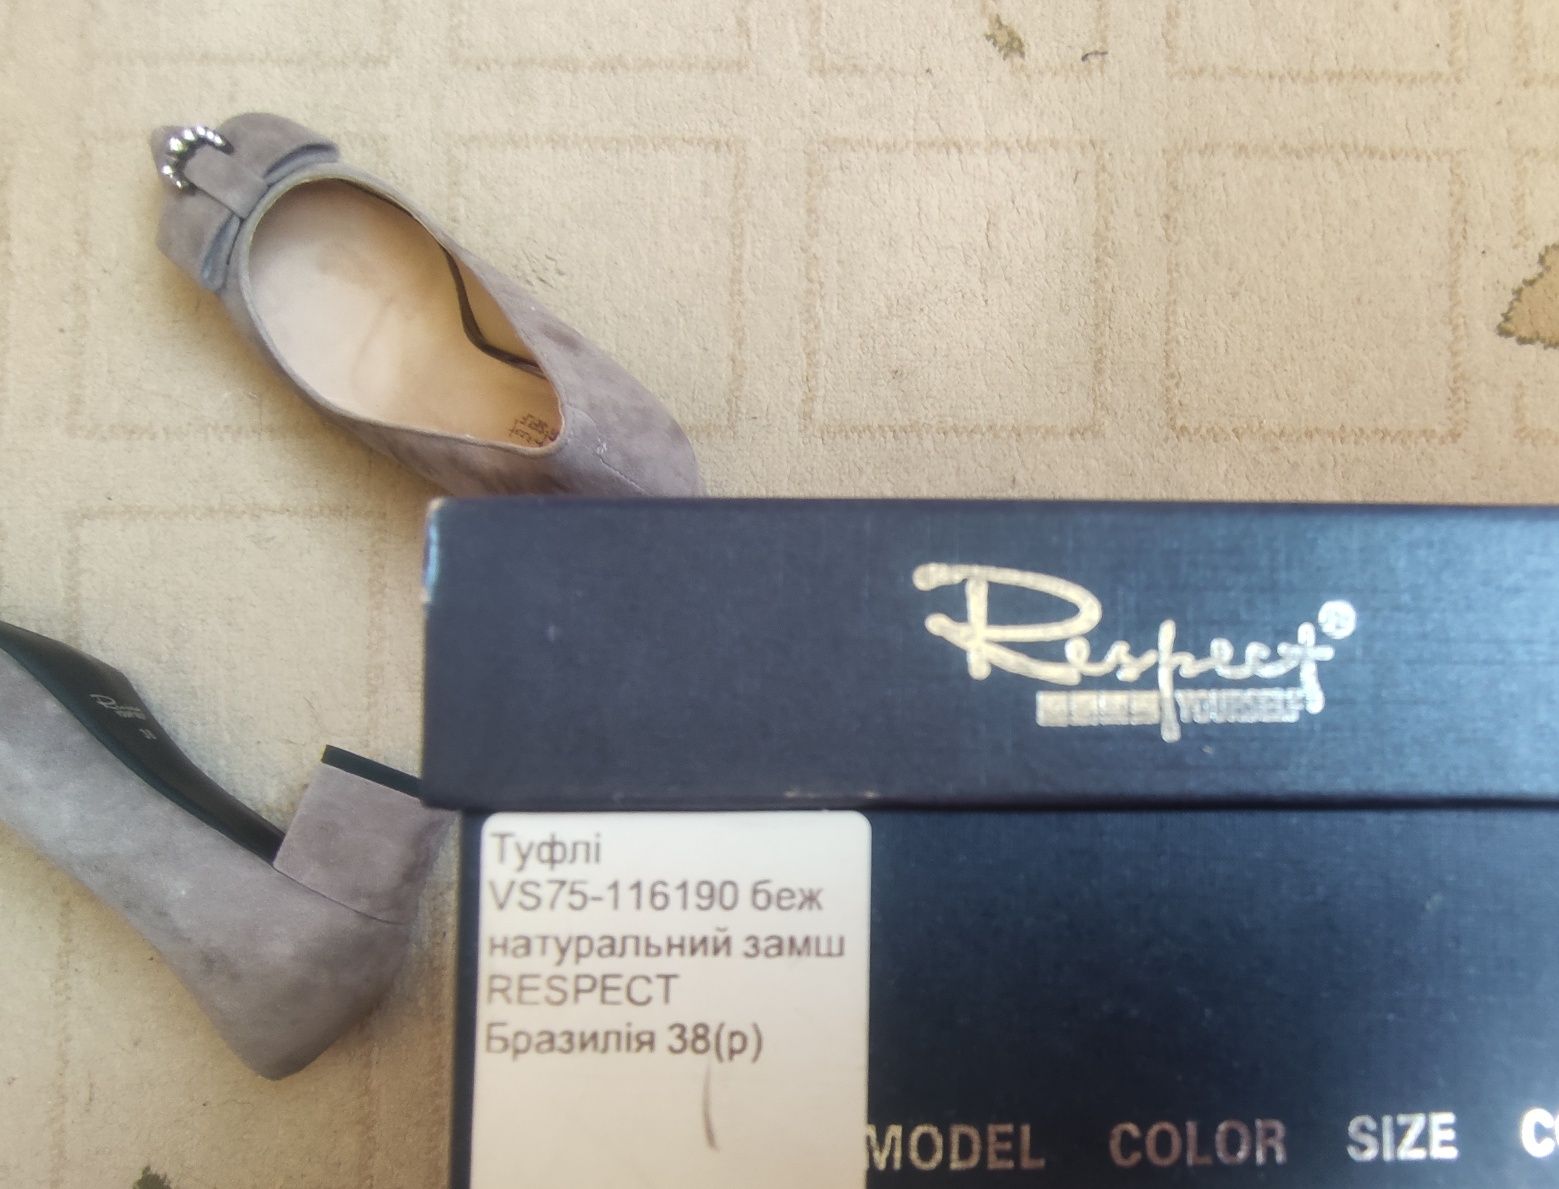 Respect®
YOURSELF
Туфлі
VS75-116190 беж
натуральний замш
RESPECT
Бразилія 38(р)
MODEL COLOR SIZE